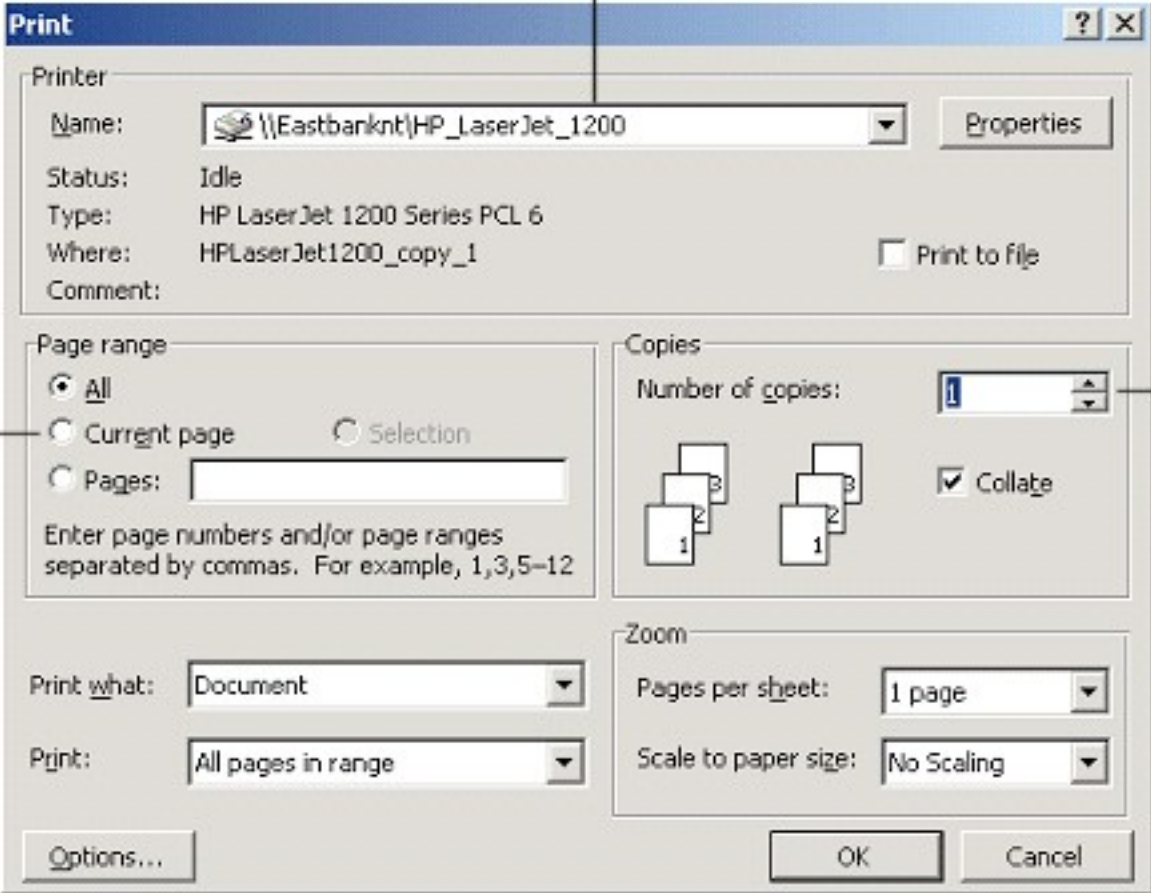 Print
Printer
Name: \\Eastbanknt\HP_LaserJet_1200 Properties
Status: Idle
Type: HP LaserJet 1200 Series PCL 6
Where: HPLaserJet1200_copy_1 Print to file
Comment:
Page range
All
Current page Selection
Pages:
Enter page numbers and/or page ranges
separated by commas. For example, 1,3,5–12
Copies
Number of copies: 1
3 3
2 2
1 1
Collate
Print what: Document
Print: All pages in range
Zoom
Pages per sheet: 1 page
Scale to paper size: No Scaling
Options... OK Cancel